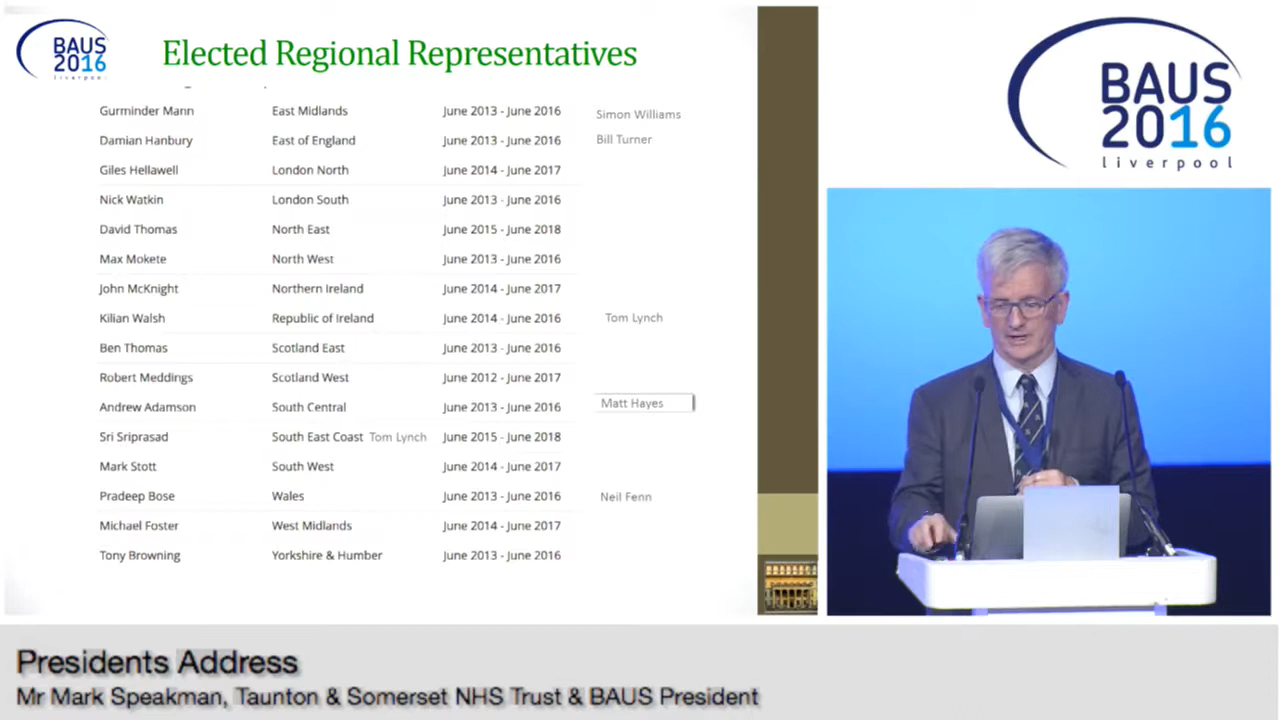 BAUS
2016
liverpool
Elected Regional Representatives
Gurminder Mann East Midlands June 2013 - June 2016 Simon Williams
Damian Hanbury East of England June 2013 - June 2016 Bill Turner
Giles Hellawell London North June 2014 - June 2017
Nick Watkin London South June 2013 - June 2016
David Thomas North East June 2015 - June 2018
Max Mokete North West June 2013 - June 2016
John McKnight Northern Ireland June 2014 - June 2017
Kilian Walsh Republic of Ireland June 2014 - June 2016 Tom Lynch
Ben Thomas Scotland East June 2013 - June 2016
Robert Meddings Scotland West June 2012 - June 2017
Andrew Adamson South Central June 2013 - June 2016 Matt Hayes
Sri Sriprasad South East Coast Tom Lynch June 2015 - June 2018
Mark Stott South West June 2014 - June 2017
Pradeep Bose Wales June 2013 - June 2016 Neil Fenn
Michael Foster West Midlands June 2014 - June 2017
Tony Browning Yorkshire & Humber June 2013 - June 2016
BAUS
2016
liverpool
Presidents Address
Mr Mark Speakman, Taunton & Somerset NHS Trust & BAUS President